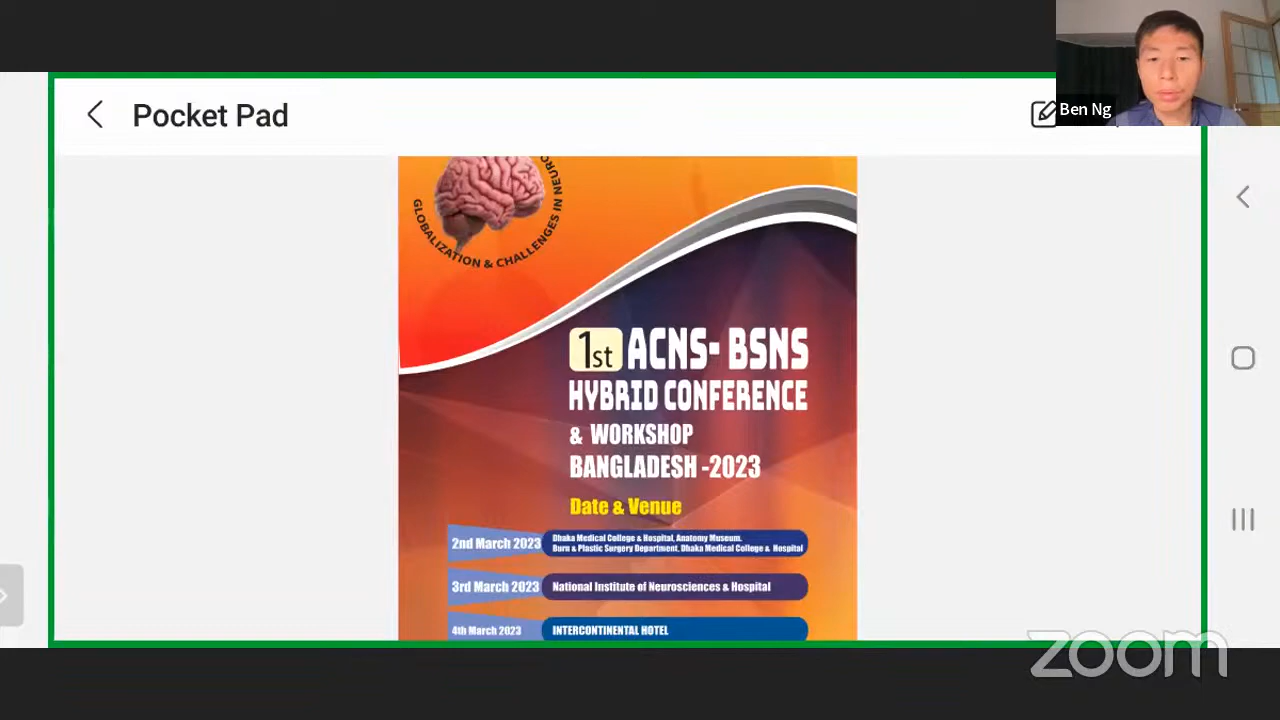 Pocket Pad
Ben Ng
GLOBALIZATION & CHALLENGES IN
1st ACNS- BSNS
HYBRID CONFERENCE
& WORKSHOP
BANGLADESH -2023
Date & Venue
2nd March 2023
Dhaka Medical College & Hospital, Anatomy Museum,
Burn & Plastic Surgery Department, Dhaka Medical College & Hospital
3rd March 2023
National Institute of Neurosciences & Hospital
4th March 2023
INTERCONTINENTAL HOTEL
zoom